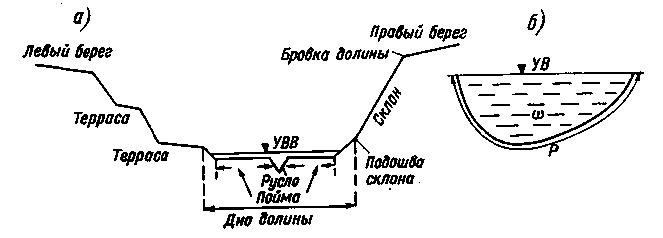 а)
Левый берег
Правый берег
Бровка долины
Склон
Терраса
Терраса
УВВ
Русло
Пойма
Подошва
склона
Дно долины
б)
УВ
ω
Р